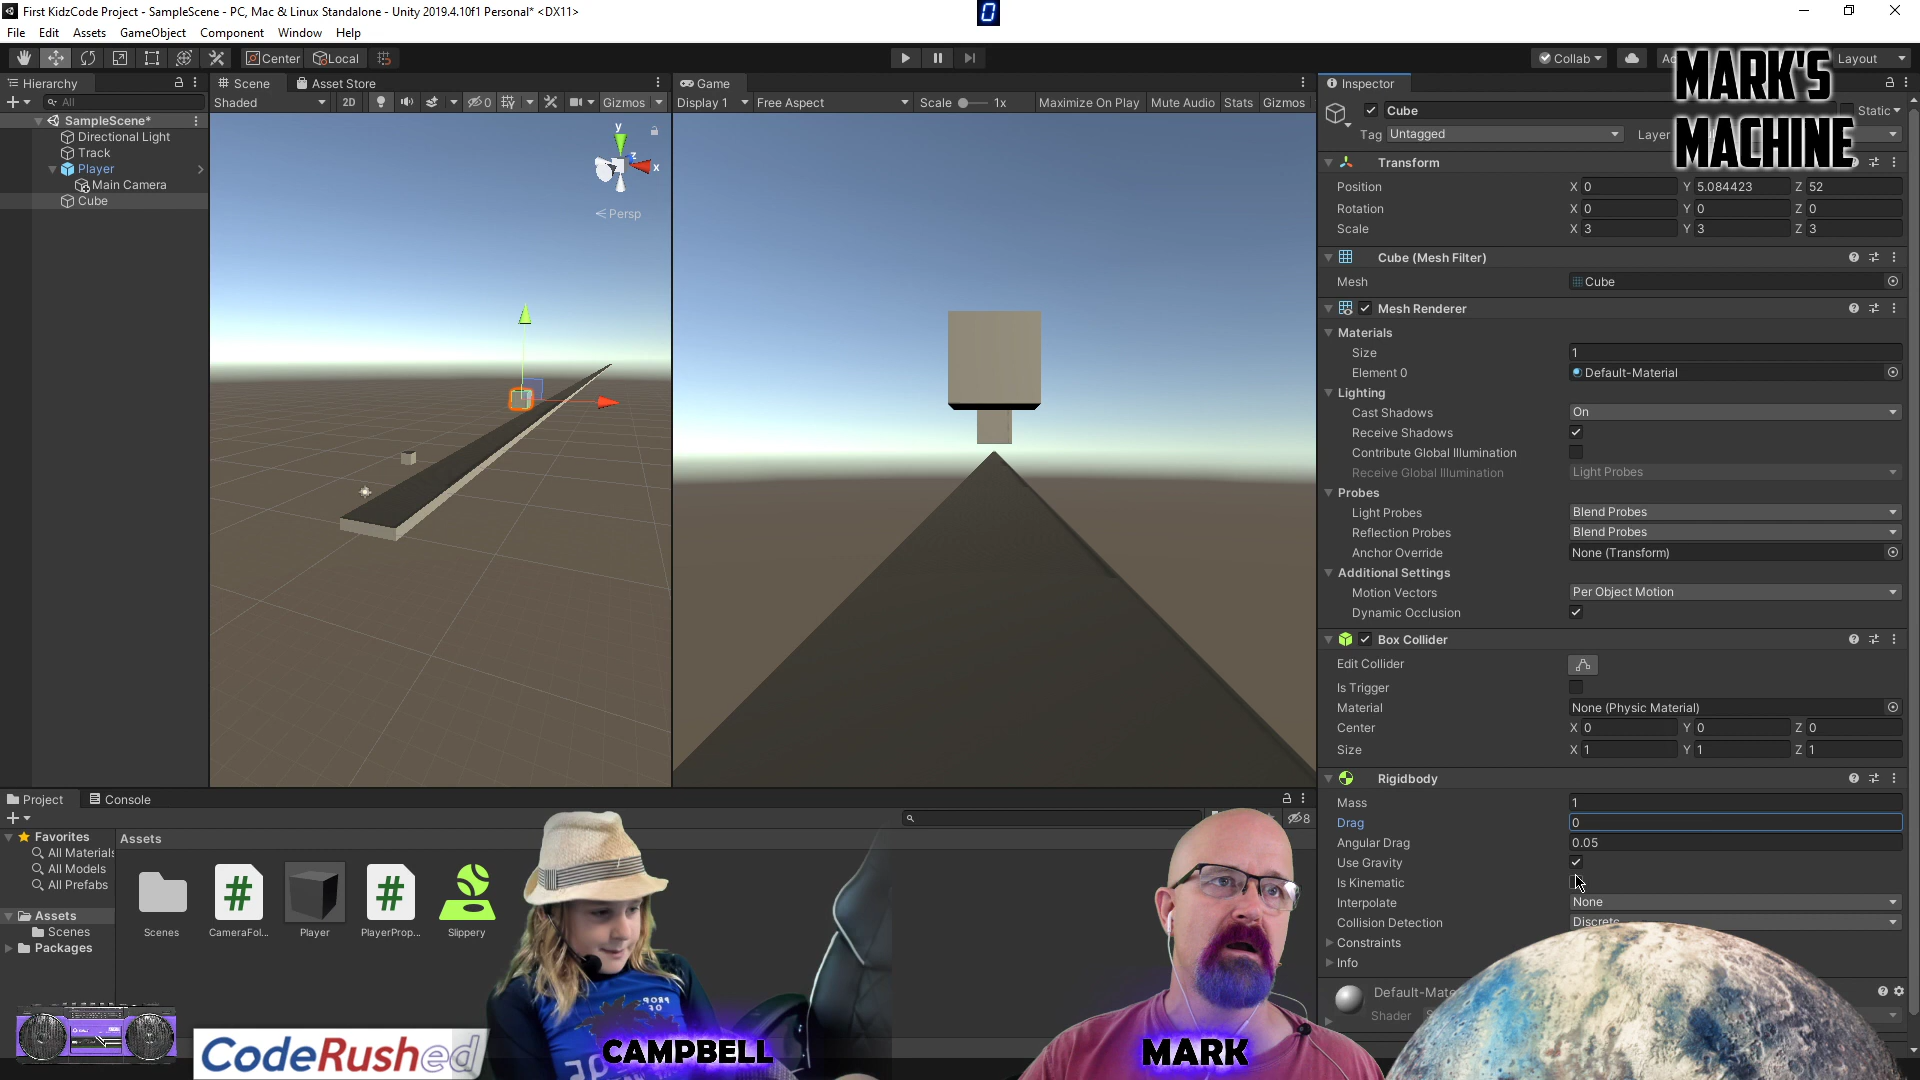 First KidzCode Project - SampleScene - PC, Mac & Linux Standalone - Unity 2019.4.10f1 Personal* <DX11>
0
File Edit Assets GameObject Component Window Help
Center Local
Collab
Layout
MARK'S
MACHINE
Hierarchy
All
SampleScene*
Directional Light
Track
Player
Main Camera
Cube
Scene Asset Store
Shaded 2D 0 Gizmos
y
z
x
Persp
Game
Display 1 Free Aspect Scale 1x Maximize On Play Mute Audio Stats Gizmos
Inspector
Cube Static
Tag Untagged Layer
Transform
Position X 0 Y 5.084423 Z 52
Rotation X 0 Y 0 Z 0
Scale X 3 Y 3 Z 3
Cube (Mesh Filter)
Mesh Cube
Mesh Renderer
Materials
Size 1
Element 0 Default-Material
Lighting
Cast Shadows On
Receive Shadows
Contribute Global Illumination
Receive Global Illumination Light Probes
Probes
Light Probes Blend Probes
Reflection Probes Blend Probes
Anchor Override None (Transform)
Additional Settings
Motion Vectors Per Object Motion
Dynamic Occlusion
Box Collider
Edit Collider
Is Trigger
Material None (Physic Material)
Center X 0 Y 0 Z 0
Size X 1 Y 1 Z 1
Rigidbody
Mass 1
Drag 0
Angular Drag 0.05
Use Gravity
Is Kinematic
Interpolate None
Collision Detection Discrete
Constraints
Info
Default-Mate
Shader
Project Console
8
Favorites
All Materials
All Models
All Prefabs
Assets
Scenes
Packages
Assets
Scenes CameraFol... Player PlayerProp... Slippery
CodeRushed
CAMPBELL
MARK